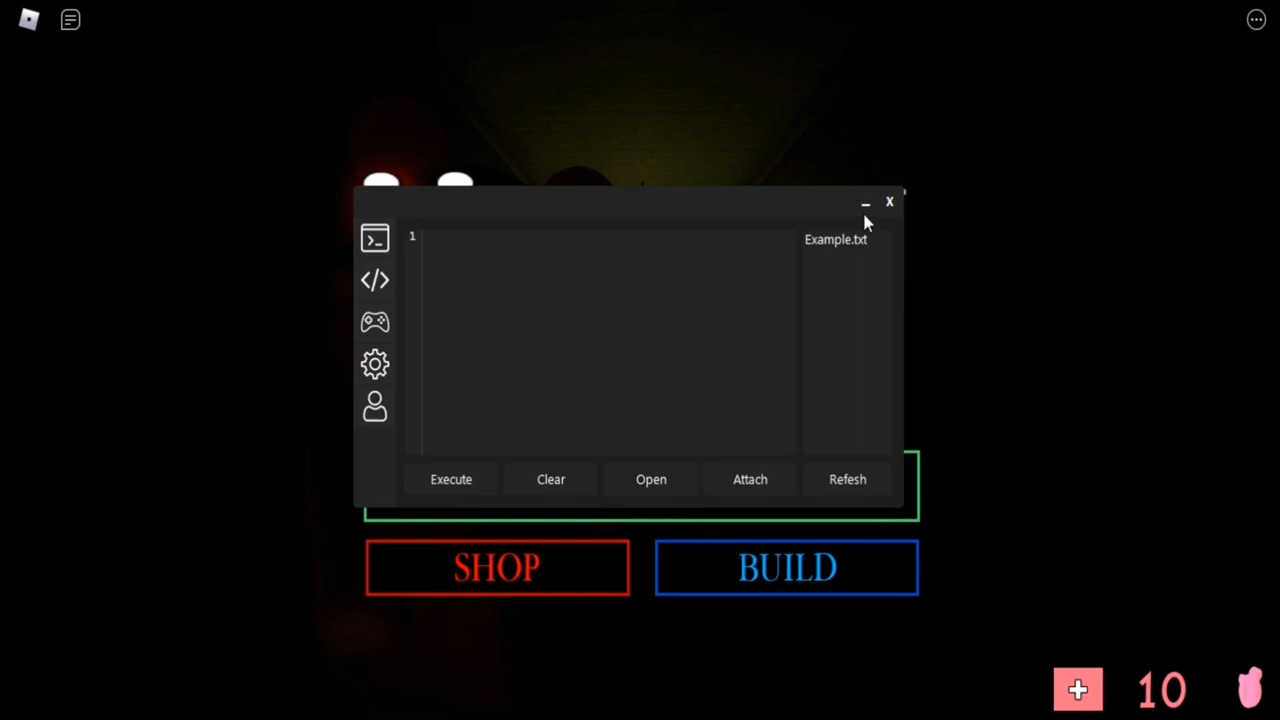 X
1
Example.txt
Execute Clear Open Attach Refesh
SHOP BUILD
10